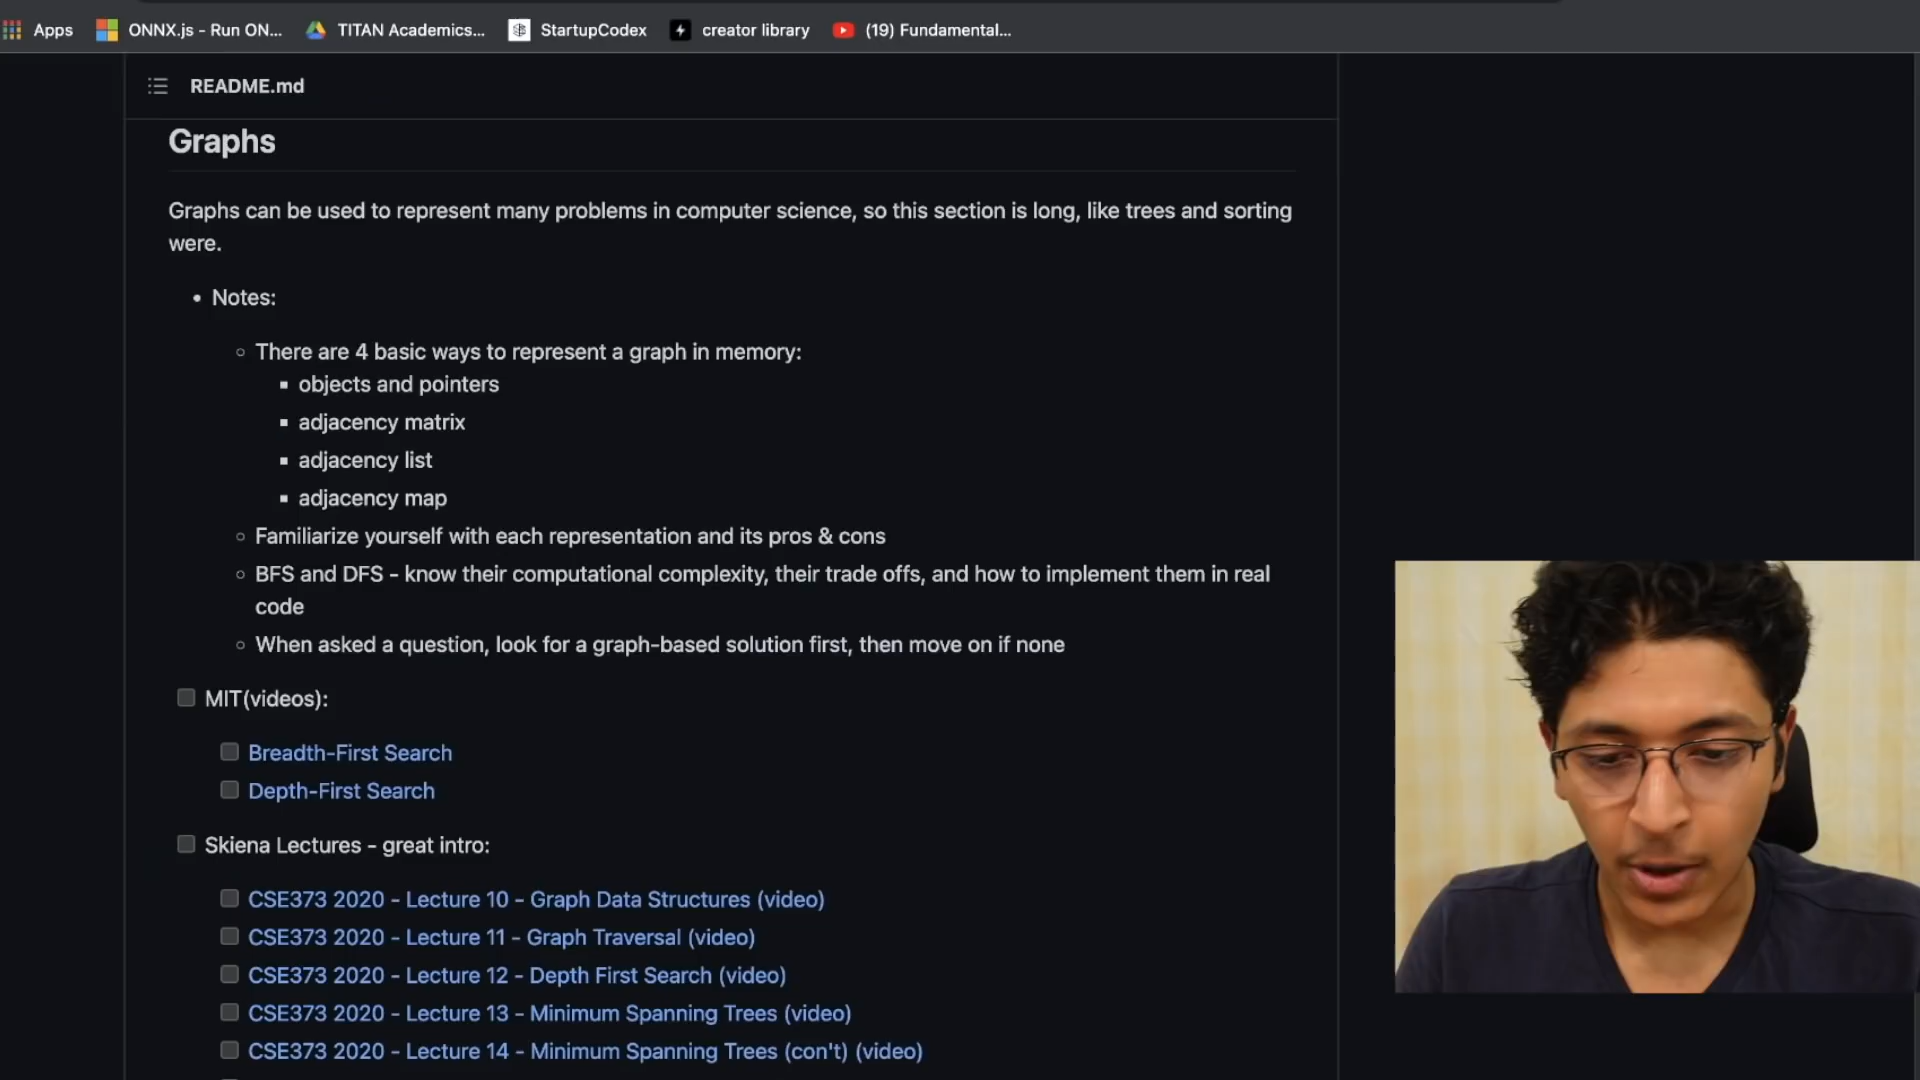 Apps
ONNX.js - Run ON...
TITAN Academics...
StartupCodex
creator library
(19) Fundamental...
README.md
Graphs
Graphs can be used to represent many problems in computer science, so this section is long, like trees and sorting
were.
Notes:
There are 4 basic ways to represent a graph in memory:
objects and pointers
adjacency matrix
adjacency list
adjacency map
Familiarize yourself with each representation and its pros & cons
BFS and DFS - know their computational complexity, their trade offs, and how to implement them in real
code
When asked a question, look for a graph-based solution first, then move on if none
MIT(videos):
Breadth-First Search
Depth-First Search
Skiena Lectures - great intro:
CSE373 2020 - Lecture 10 - Graph Data Structures (video)
CSE373 2020 - Lecture 11 - Graph Traversal (video)
CSE373 2020 - Lecture 12 - Depth First Search (video)
CSE373 2020 - Lecture 13 - Minimum Spanning Trees (video)
CSE373 2020 - Lecture 14 - Minimum Spanning Trees (con't) (video)